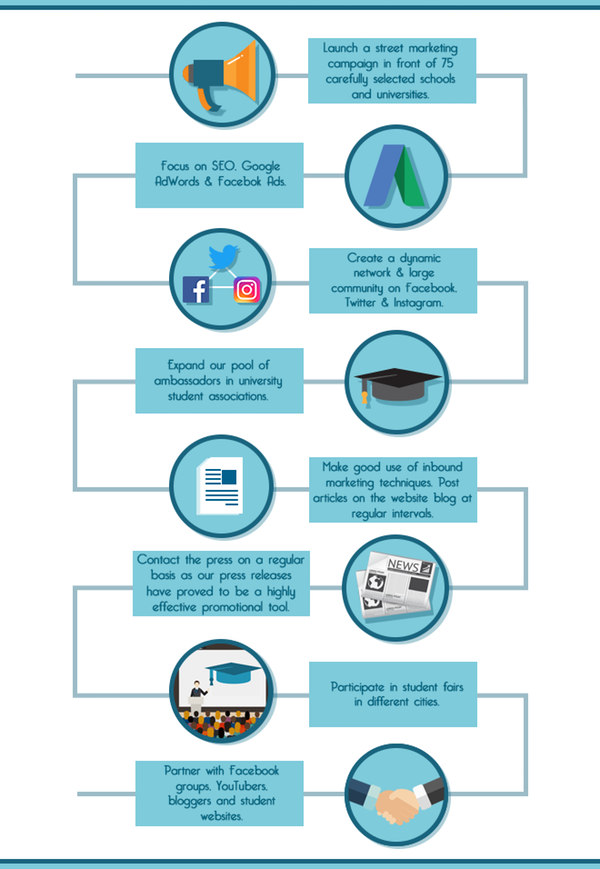 Launch a street marketing
campaign in front of 75
carefully selected schools
and universities.
Focus on SEO, Google
AdWords & Facebok Ads.
Create a dynamic
network & large
community on Facebook,
Twitter & Instagram.
Expand our pool of
ambassadors in university
student associations.
Make good use of inbound
marketing techniques. Post
articles on the website blog at
regular intervals.
Contact the press on a regular
basis as our press releases
have proved to be a highly
effective promotional tool.
NEWS
Participate in student fairs
in different cities.
Partner with Facebook
groups, YouTubers,
bloggers and student
websites.